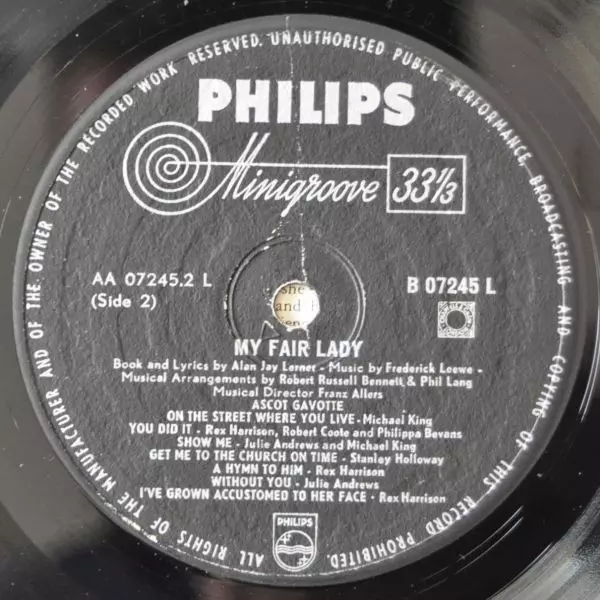 ALL RIGHTS OF THE MANUFACTURER AND OF THE OWNER OF THE RECORDED WORK RESERVED. UNAUTHORISED PUBLIC PERFORMANCE, BROADCASTING AND COPYING OF THIS RECORD PROHIBITED.
PHILIPS
Minigroove 33⅓
AA 07245.2 L
(Side 2)
B 07245 L
she
and
MY FAIR LADY
Book and Lyrics by Alan Jay Lerner - Music by Frederick Loewe -
Musical Arrangements by Robert Russell Bennett & Phil Lang
Musical Director Franz Allers
ASCOT GAVOTTE
ON THE STREET WHERE YOU LIVE - Michael King
YOU DID IT - Rex Harrison, Robert Coote and Philippa Bevans
SHOW ME - Julie Andrews and Michael King
GET ME TO THE CHURCH ON TIME - Stanley Holloway
A HYMN TO HIM - Rex Harrison
WITHOUT YOU - Julie Andrews
I'VE GROWN ACCUSTOMED TO HER FACE - Rex Harrison
PHILIPS